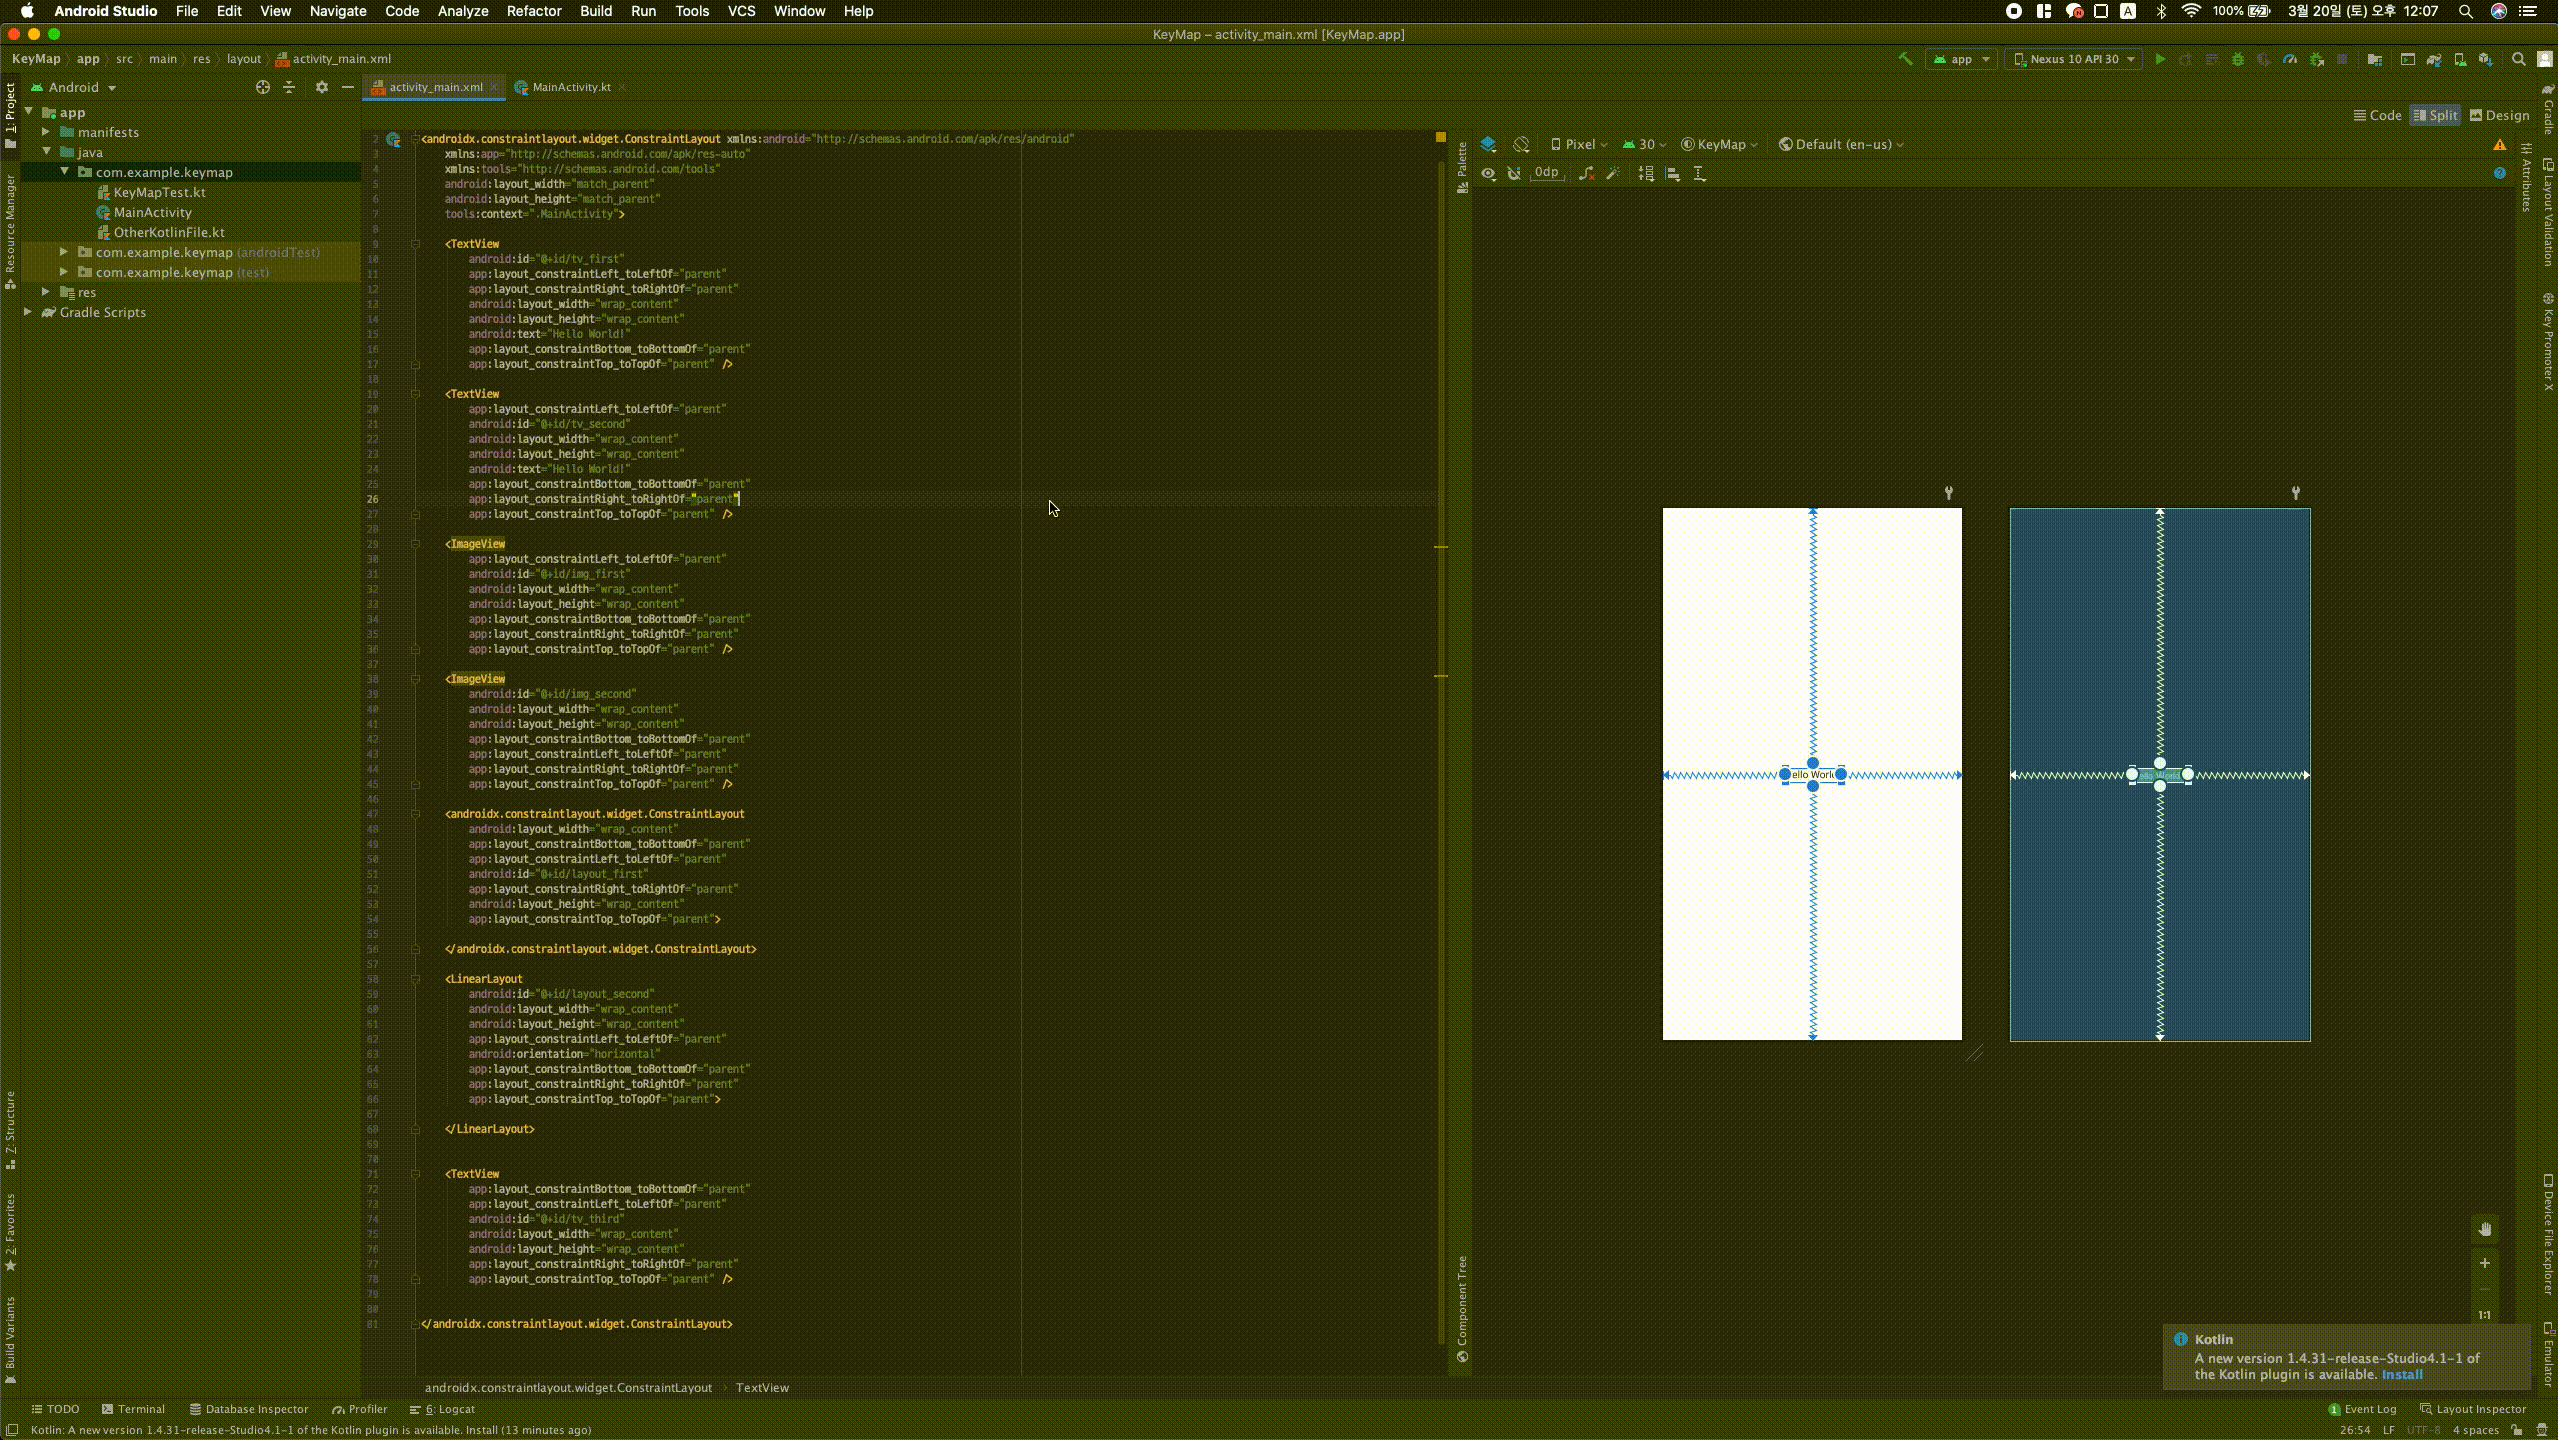 Android Studio File Edit View Navigate Code Analyze Refactor Build Run Tools VCS Window Help
A 100% 3월 20일 (토) 오후 12:07
KeyMap – activity_main.xml [KeyMap.app]
KeyMap app src main res layout activity_main.xml
app Nexus 10 API 30
Android
activity_main.xml MainActivity.kt
Code Split Design
1: Project
Resource Manager
Z: Structure
2: Favorites
Build Variants
app
manifests
java
com.example.keymap
KeyMapTest.kt
MainActivity
OtherKotlinFile.kt
com.example.keymap (androidTest)
com.example.keymap (test)
res
Gradle Scripts
2 <androidx.constraintlayout.widget.ConstraintLayout xmlns:android="http://schemas.android.com/apk/res/android"
3 xmlns:app="http://schemas.android.com/apk/res-auto"
4 xmlns:tools="http://schemas.android.com/tools"
5 android:layout_width="match_parent"
6 android:layout_height="match_parent"
7 tools:context=".MainActivity">
8
9 <TextView
10 android:id="@+id/tv_first"
11 app:layout_constraintLeft_toLeftOf="parent"
12 app:layout_constraintRight_toRightOf="parent"
13 android:layout_width="wrap_content"
14 android:layout_height="wrap_content"
15 android:text="Hello World!"
16 app:layout_constraintBottom_toBottomOf="parent"
17 app:layout_constraintTop_toTopOf="parent" />
18
19 <TextView
20 app:layout_constraintLeft_toLeftOf="parent"
21 android:id="@+id/tv_second"
22 android:layout_width="wrap_content"
23 android:layout_height="wrap_content"
24 android:text="Hello World!"
25 app:layout_constraintBottom_toBottomOf="parent"
26 app:layout_constraintRight_toRightOf="parent"
27 app:layout_constraintTop_toTopOf="parent" />
28
29 <ImageView
30 app:layout_constraintLeft_toLeftOf="parent"
31 android:id="@+id/img_first"
32 android:layout_width="wrap_content"
33 android:layout_height="wrap_content"
34 app:layout_constraintBottom_toBottomOf="parent"
35 app:layout_constraintRight_toRightOf="parent"
36 app:layout_constraintTop_toTopOf="parent" />
37
38 <ImageView
39 android:id="@+id/img_second"
40 android:layout_width="wrap_content"
41 android:layout_height="wrap_content"
42 app:layout_constraintBottom_toBottomOf="parent"
43 app:layout_constraintLeft_toLeftOf="parent"
44 app:layout_constraintRight_toRightOf="parent"
45 app:layout_constraintTop_toTopOf="parent" />
46
47 <androidx.constraintlayout.widget.ConstraintLayout
48 android:layout_width="wrap_content"
49 app:layout_constraintBottom_toBottomOf="parent"
50 app:layout_constraintLeft_toLeftOf="parent"
51 android:id="@+id/layout_first"
52 app:layout_constraintRight_toRightOf="parent"
53 android:layout_height="wrap_content"
54 app:layout_constraintTop_toTopOf="parent">
55
56 </androidx.constraintlayout.widget.ConstraintLayout>
57
58 <LinearLayout
59 android:id="@+id/layout_second"
60 android:layout_width="wrap_content"
61 android:layout_height="wrap_content"
62 app:layout_constraintLeft_toLeftOf="parent"
63 android:orientation="horizontal"
64 app:layout_constraintBottom_toBottomOf="parent"
65 app:layout_constraintRight_toRightOf="parent"
66 app:layout_constraintTop_toTopOf="parent">
67
68 </LinearLayout>
69
70
71 <TextView
72 app:layout_constraintBottom_toBottomOf="parent"
73 app:layout_constraintLeft_toLeftOf="parent"
74 android:id="@+id/tv_third"
75 android:layout_width="wrap_content"
76 android:layout_height="wrap_content"
77 app:layout_constraintRight_toRightOf="parent"
78 app:layout_constraintTop_toTopOf="parent" />
79
80
81 </androidx.constraintlayout.widget.ConstraintLayout>
androidx.constraintlayout.widget.ConstraintLayout TextView
Palette
Component Tree
Pixel 30 KeyMap Default (en-us)
0dp
ello Worl
ello World
1:1
Attributes
Gradle
Layout Validation
Key Promoter X
Device File Explorer
Emulator
Kotlin
A new version 1.4.31-release-Studio4.1-1 of
the Kotlin plugin is available. Install
TODO Terminal Database Inspector Profiler 6: Logcat 1 Event Log Layout Inspector
Kotlin: A new version 1.4.31-release-Studio4.1-1 of the Kotlin plugin is available. Install (13 minutes ago) 26:54 LF UTF-8 4 spaces